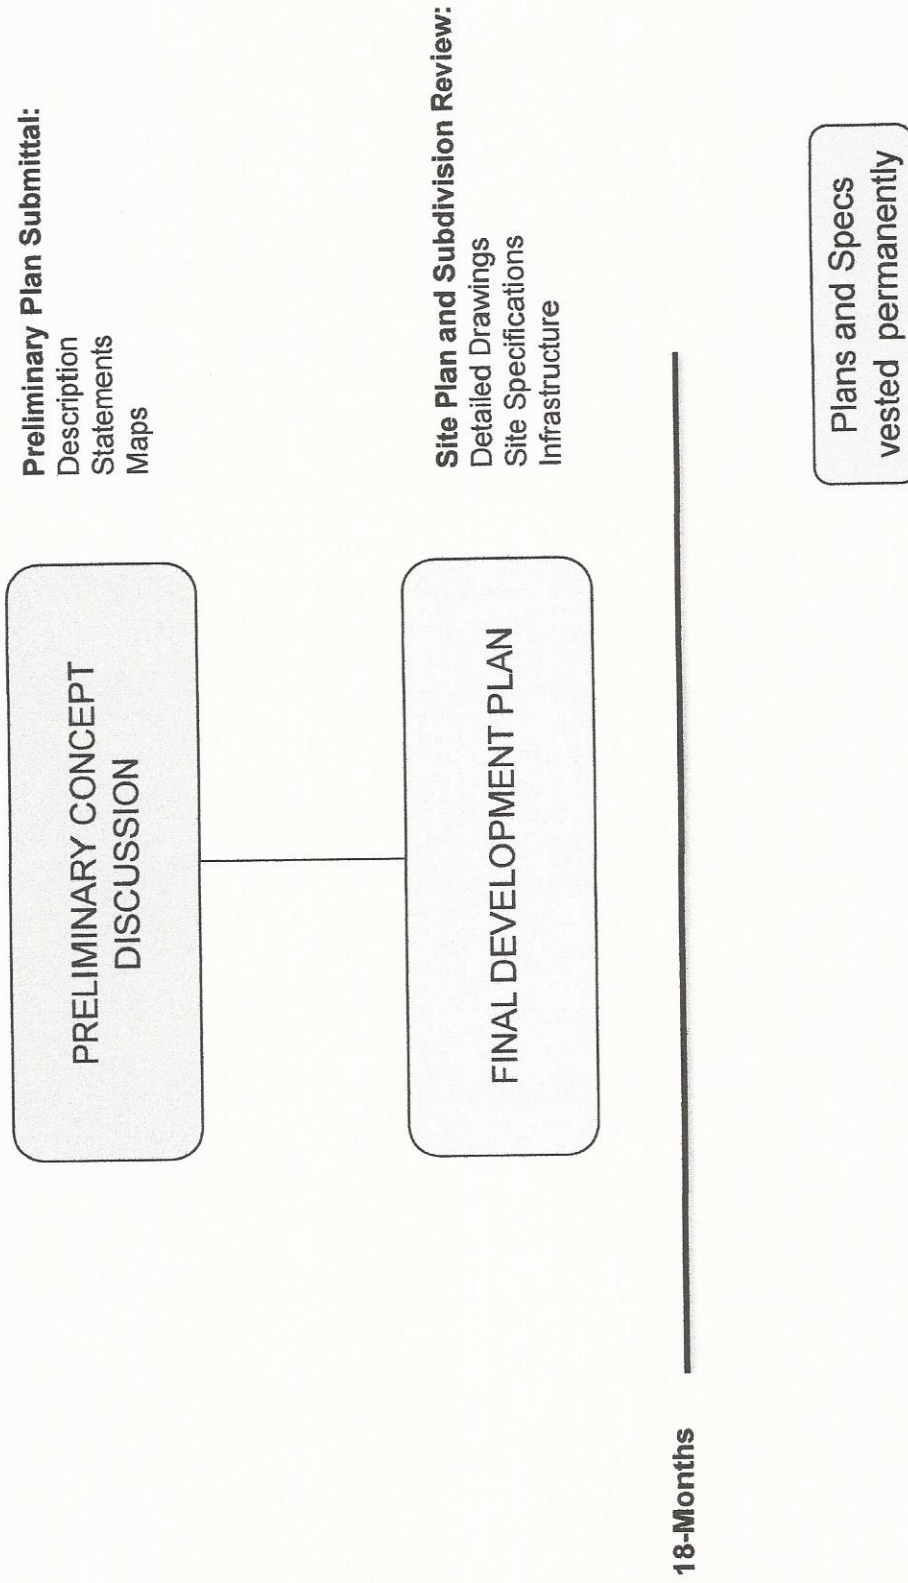 PRELIMINARY CONCEPT
DISCUSSION
Preliminary Plan Submittal:
Description
Statements
Maps
FINAL DEVELOPMENT PLAN
Site Plan and Subdivision Review:
Detailed Drawings
Site Specifications
Infrastructure
18-Months
Plans and Specs
vested permanently